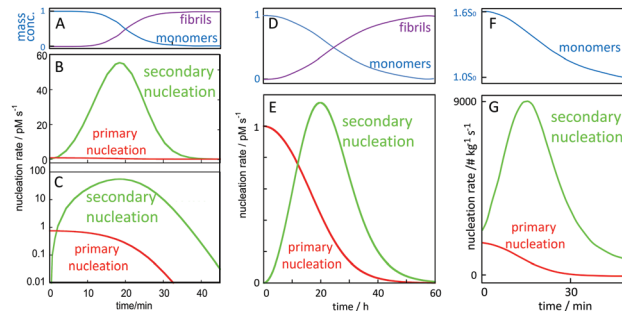 mass
conc.
1
0
A
fibrils
monomers
B
60
40
20
0
nucleation rate / pM s⁻¹
secondary
nucleation
primary
nucleation
C
100
10
1
0.1
0.01
secondary
nucleation
primary
nucleation
0 10 20 30 40
time/min
D
1
0
fibrils
monomers
E
1
0
nucleation rate / pM s⁻¹
secondary
nucleation
primary
nucleation
0 20 40 60
time / h
F
1.65σ
1.05σ
monomers
G
9000
0
nucleation rate /# kg⁻¹ s⁻¹
secondary
nucleation
primary
nucleation
0 30
time / min